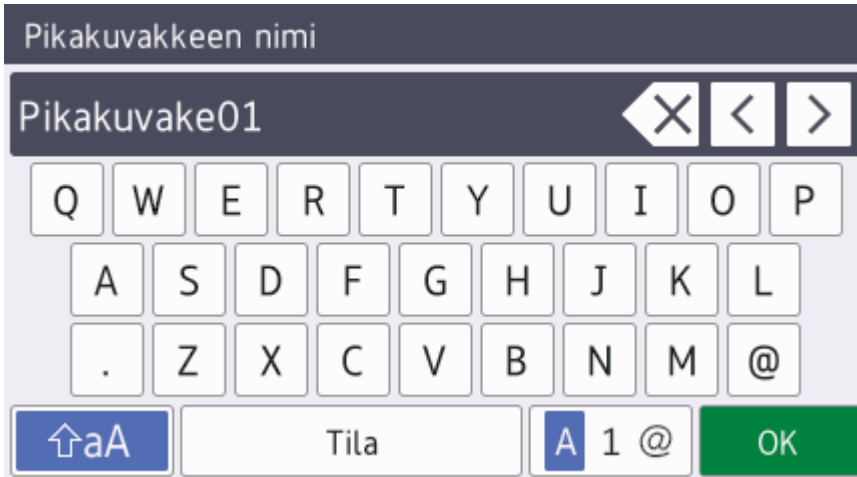 Pikakuvakkeen nimi
Pikakuvake01
Q W E R T Y U I O P
A S D F G H J K L
. Z X C V B N M @
aA Tila A 1 @ OK